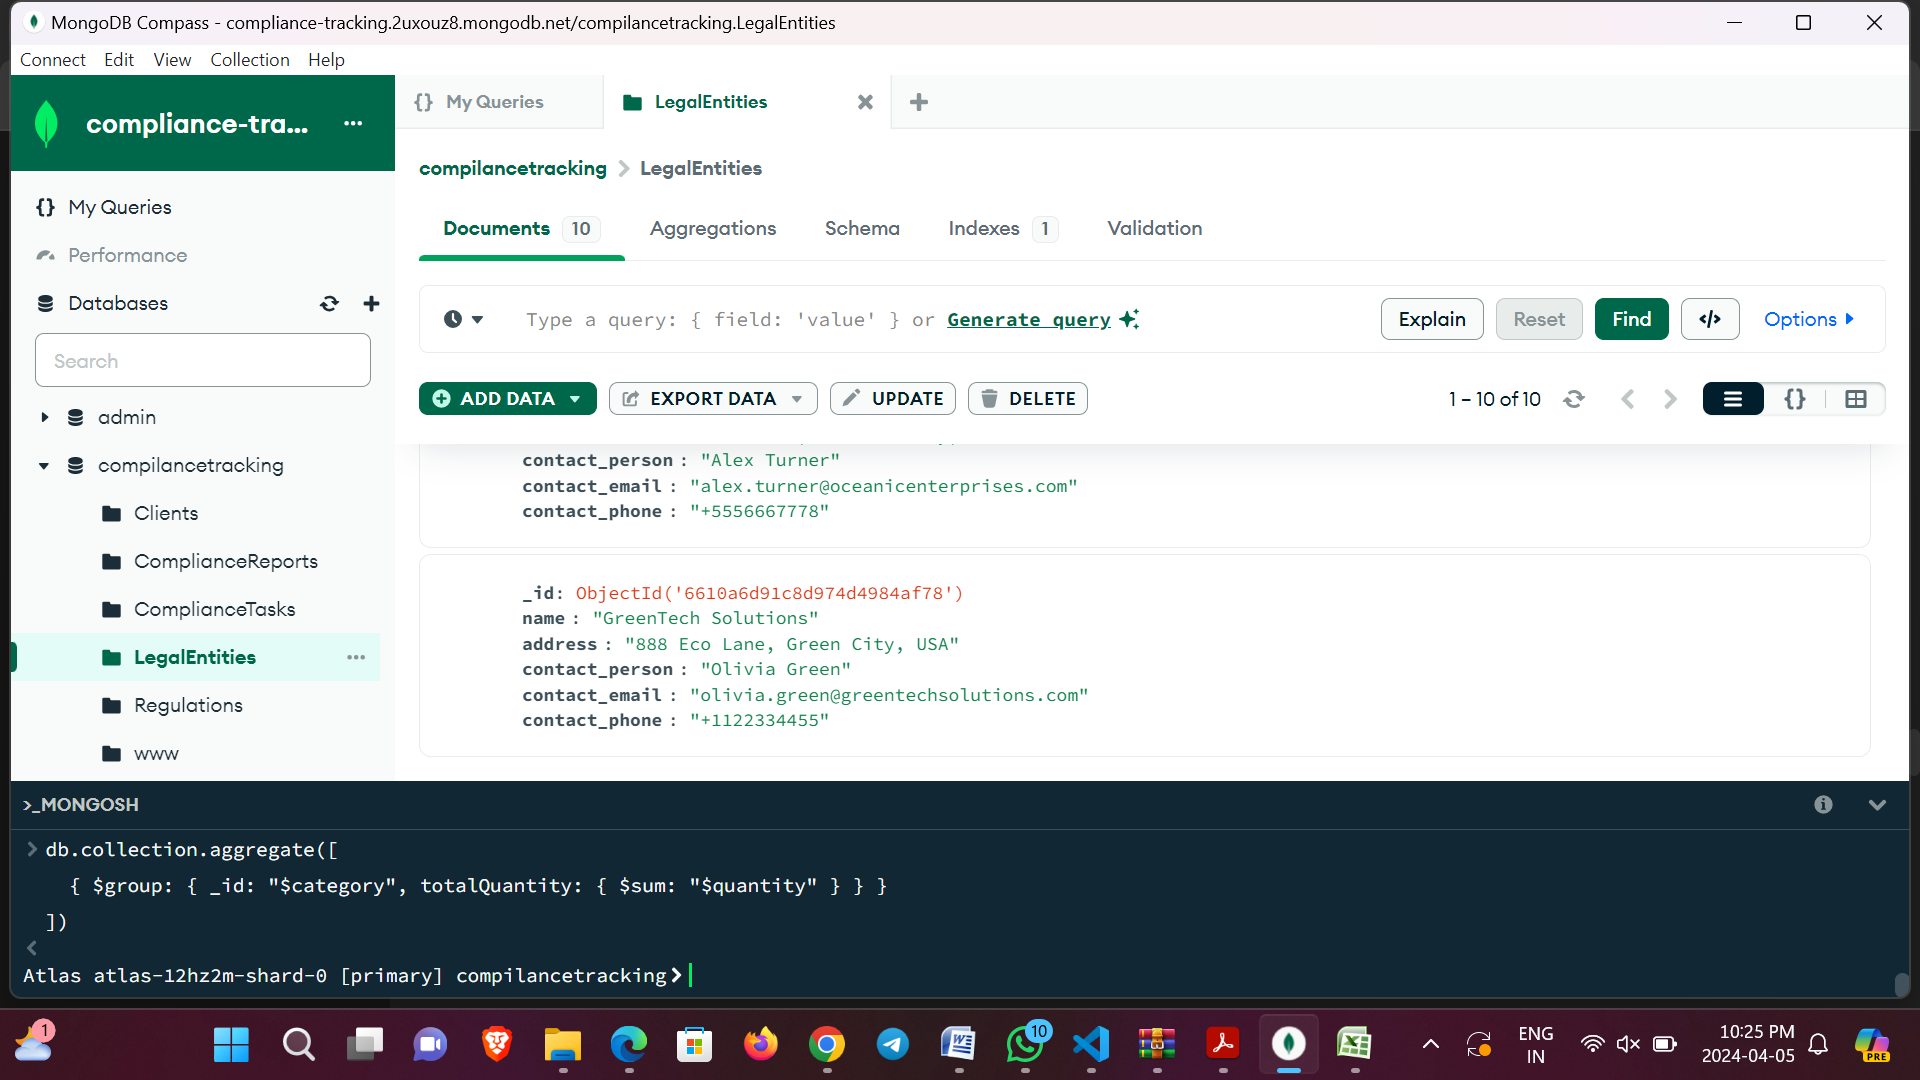 MongoDB Compass - compliance-tracking.2uxouz8.mongodb.net/compilancetracking.LegalEntities
Connect Edit View Collection Help
compliance-tra... ...
{} My Queries
LegalEntities
compilancetracking > LegalEntities
My Queries
Performance
Databases
Search
admin
compilancetracking
Clients
ComplianceReports
ComplianceTasks
LegalEntities ...
Regulations
www
Documents 10 Aggregations Schema Indexes 1 Validation
Type a query: { field: 'value' } or Generate query
Explain Reset Find </> Options
ADD DATA EXPORT DATA UPDATE DELETE
1 – 10 of 10 {}
contact_person : "Alex Turner"
contact_email : "alex.turner@oceanicenterprises.com"
contact_phone : "+5556667778"
_id: ObjectId('6610a6d91c8d974d4984af78')
name : "GreenTech Solutions"
address : "888 Eco Lane, Green City, USA"
contact_person : "Olivia Green"
contact_email : "olivia.green@greentechsolutions.com"
contact_phone : "+1122334455"
>_MONGOSH
> db.collection.aggregate([
{ $group: { _id: "$category", totalQuantity: { $sum: "$quantity" } } }
])
<
Atlas atlas-12hz2m-shard-0 [primary] compilancetracking>
1
10
ENG
IN
10:25 PM
2024-04-05
PRE